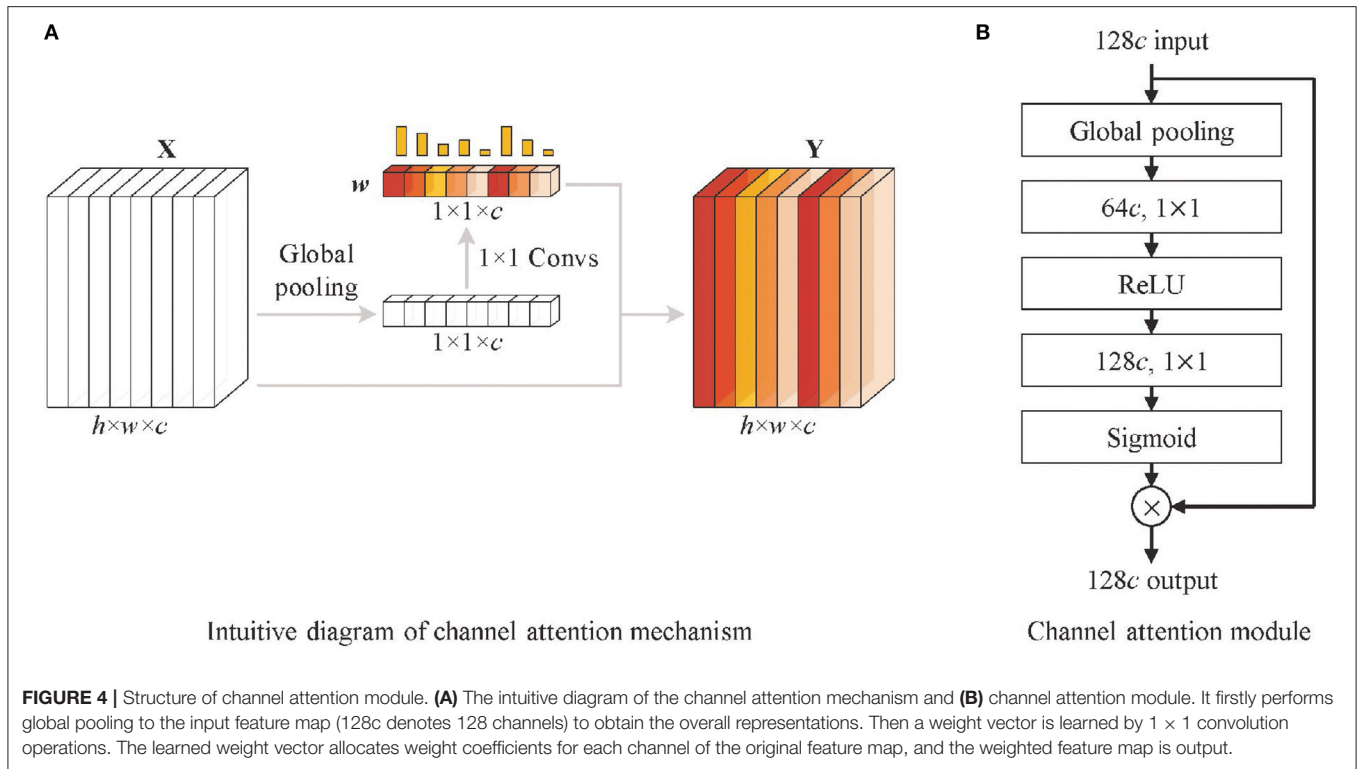 A
X
w
1×1×c
Global
pooling
1×1 Convs
1×1×c
h×w×c
Y
h×w×c
Intuitive diagram of channel attention mechanism
B
128c input
Global pooling
64c, 1×1
ReLU
128c, 1×1
Sigmoid
×
128c output
Channel attention module
FIGURE 4 | Structure of channel attention module. (A) The intuitive diagram of the channel attention mechanism and (B) channel attention module. It firstly performs
global pooling to the input feature map (128c denotes 128 channels) to obtain the overall representations. Then a weight vector is learned by 1 × 1 convolution
operations. The learned weight vector allocates weight coefficients for each channel of the original feature map, and the weighted feature map is output.